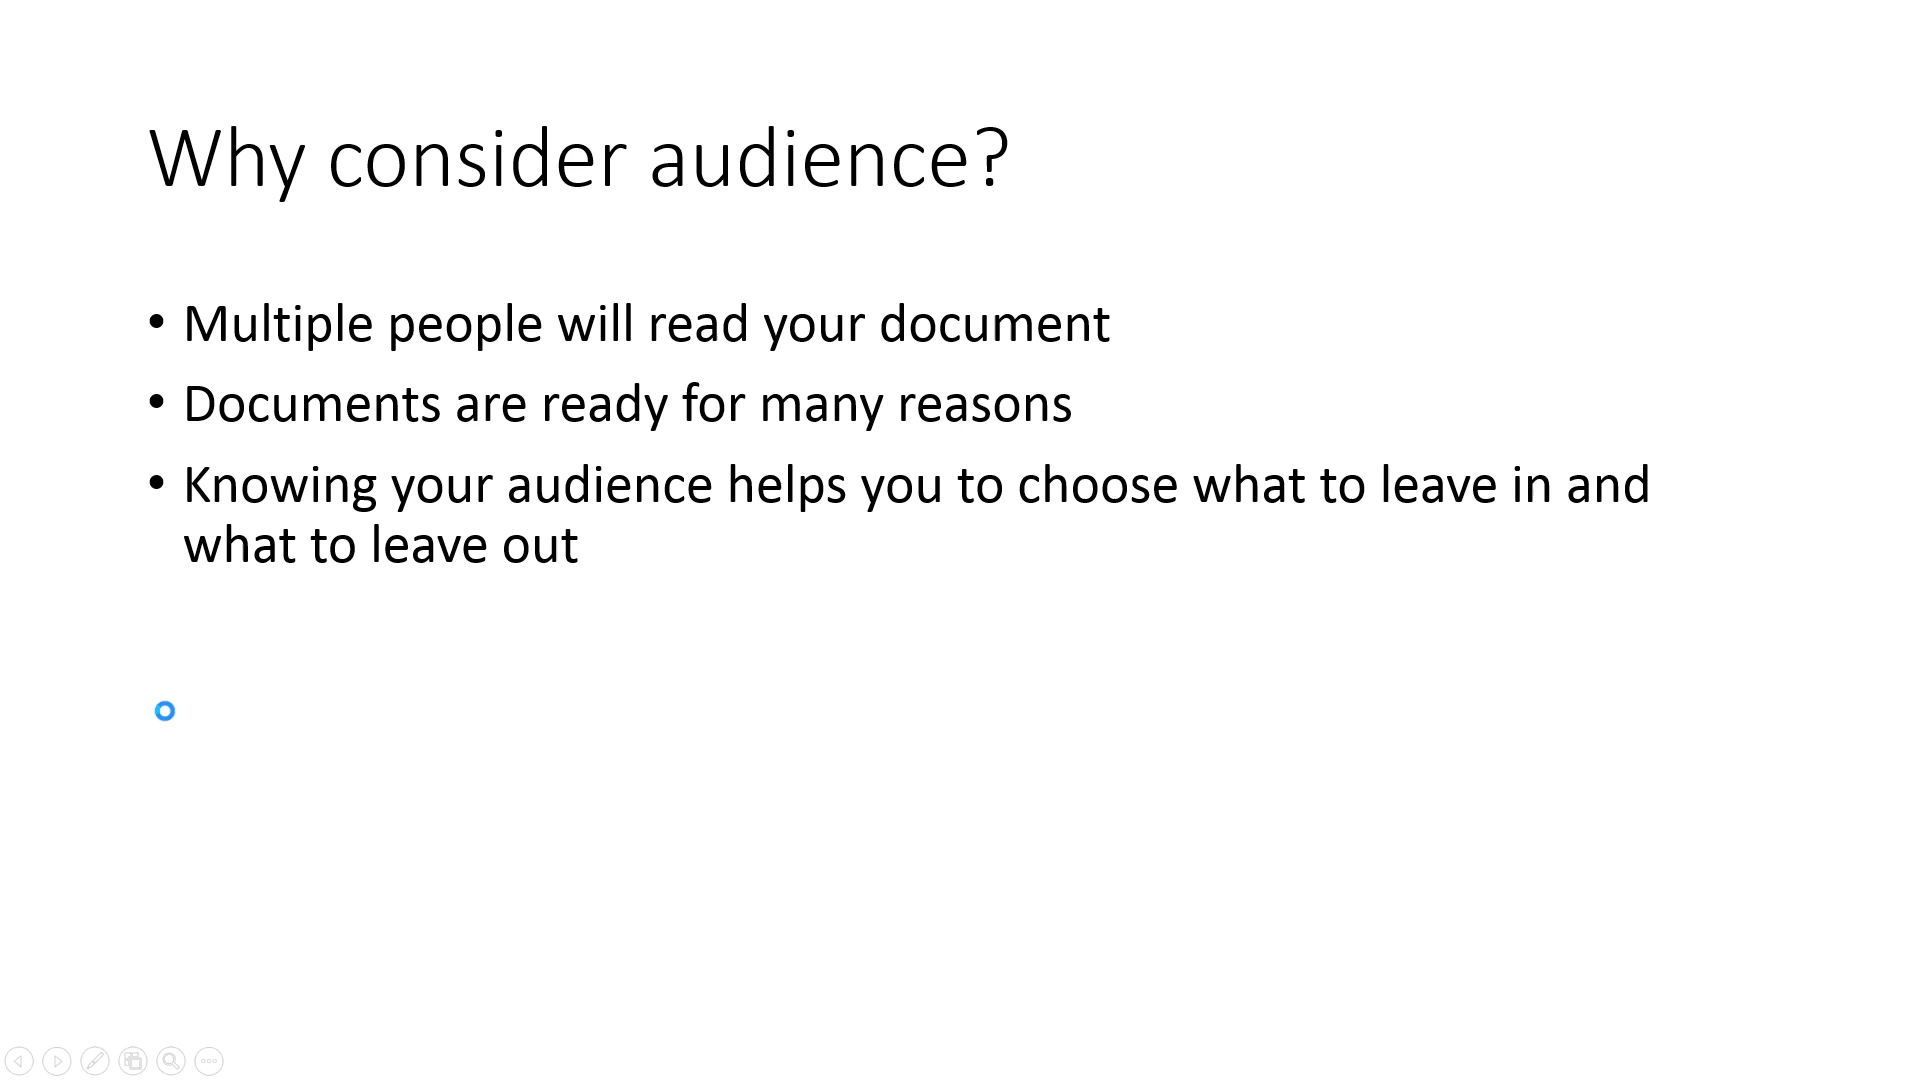 Why consider audience?
• Multiple people will read your document
• Documents are ready for many reasons
• Knowing your audience helps you to choose what to leave in and
what to leave out